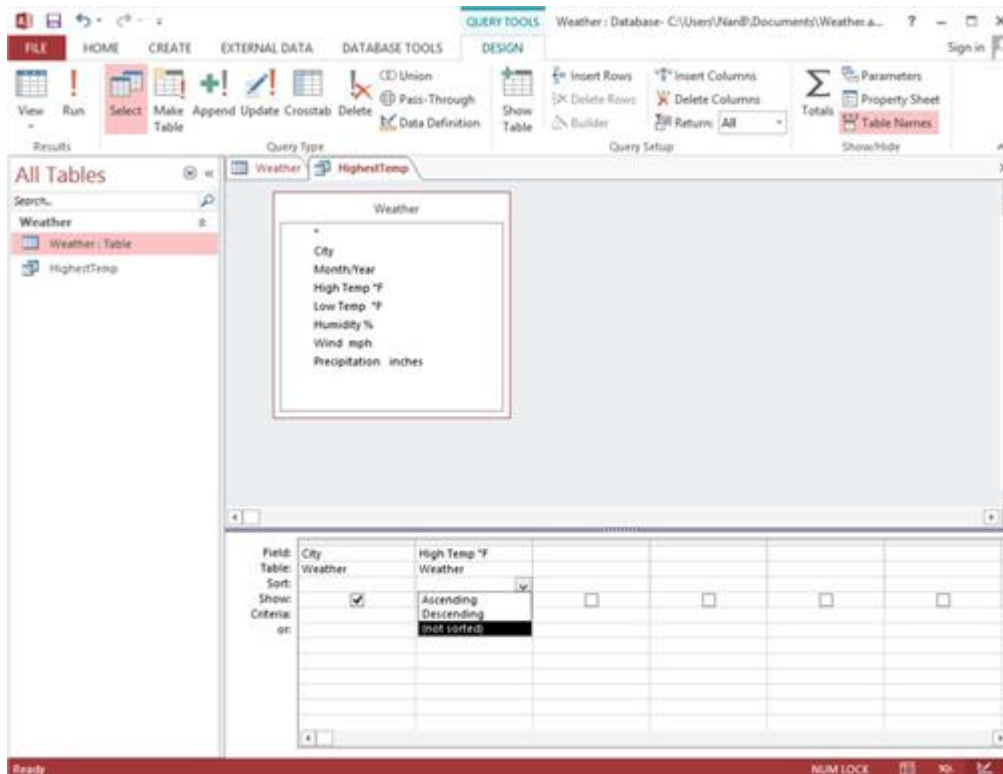 QUERY TOOLS Weather : Database- C:\Users\NanB\Documents\Weather.a... ?
FILE HOME CREATE EXTERNAL DATA DATABASE TOOLS DESIGN Sign in
View Run Select Make Table Append Update Crosstab Delete
Union
Pass-Through
Data Definition
Show Table
Insert Rows
Delete Rows
Builder
Insert Columns
Delete Columns
Return: All
Totals
Parameters
Property Sheet
Table Names
Results Query Type Query Setup Show/Hide
All Tables
Search...
Weather
Weather : Table
HighestTemp
Weather HighestTemp
Weather
*
City
Month/Year
High Temp °F
Low Temp °F
Humidity %
Wind mph
Precipitation inches
Field: City High Temp °F
Table: Weather Weather
Sort:
Show: Ascending
Criteria: Descending
or: (not sorted)
Ready NUM LOCK SQL